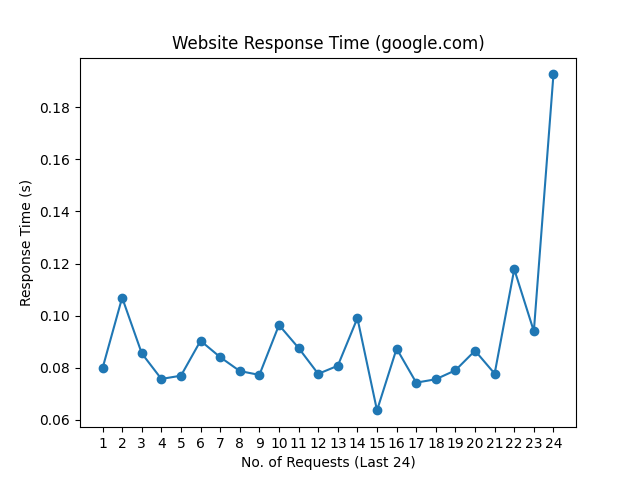 Website Response Time (google.com)
0.18
0.16
0.14
0.12
0.10
0.08
0.06
Response Time (s)
1 2 3 4 5 6 7 8 9 10 11 12 13 14 15 16 17 18 19 20 21 22 23 24
No. of Requests (Last 24)